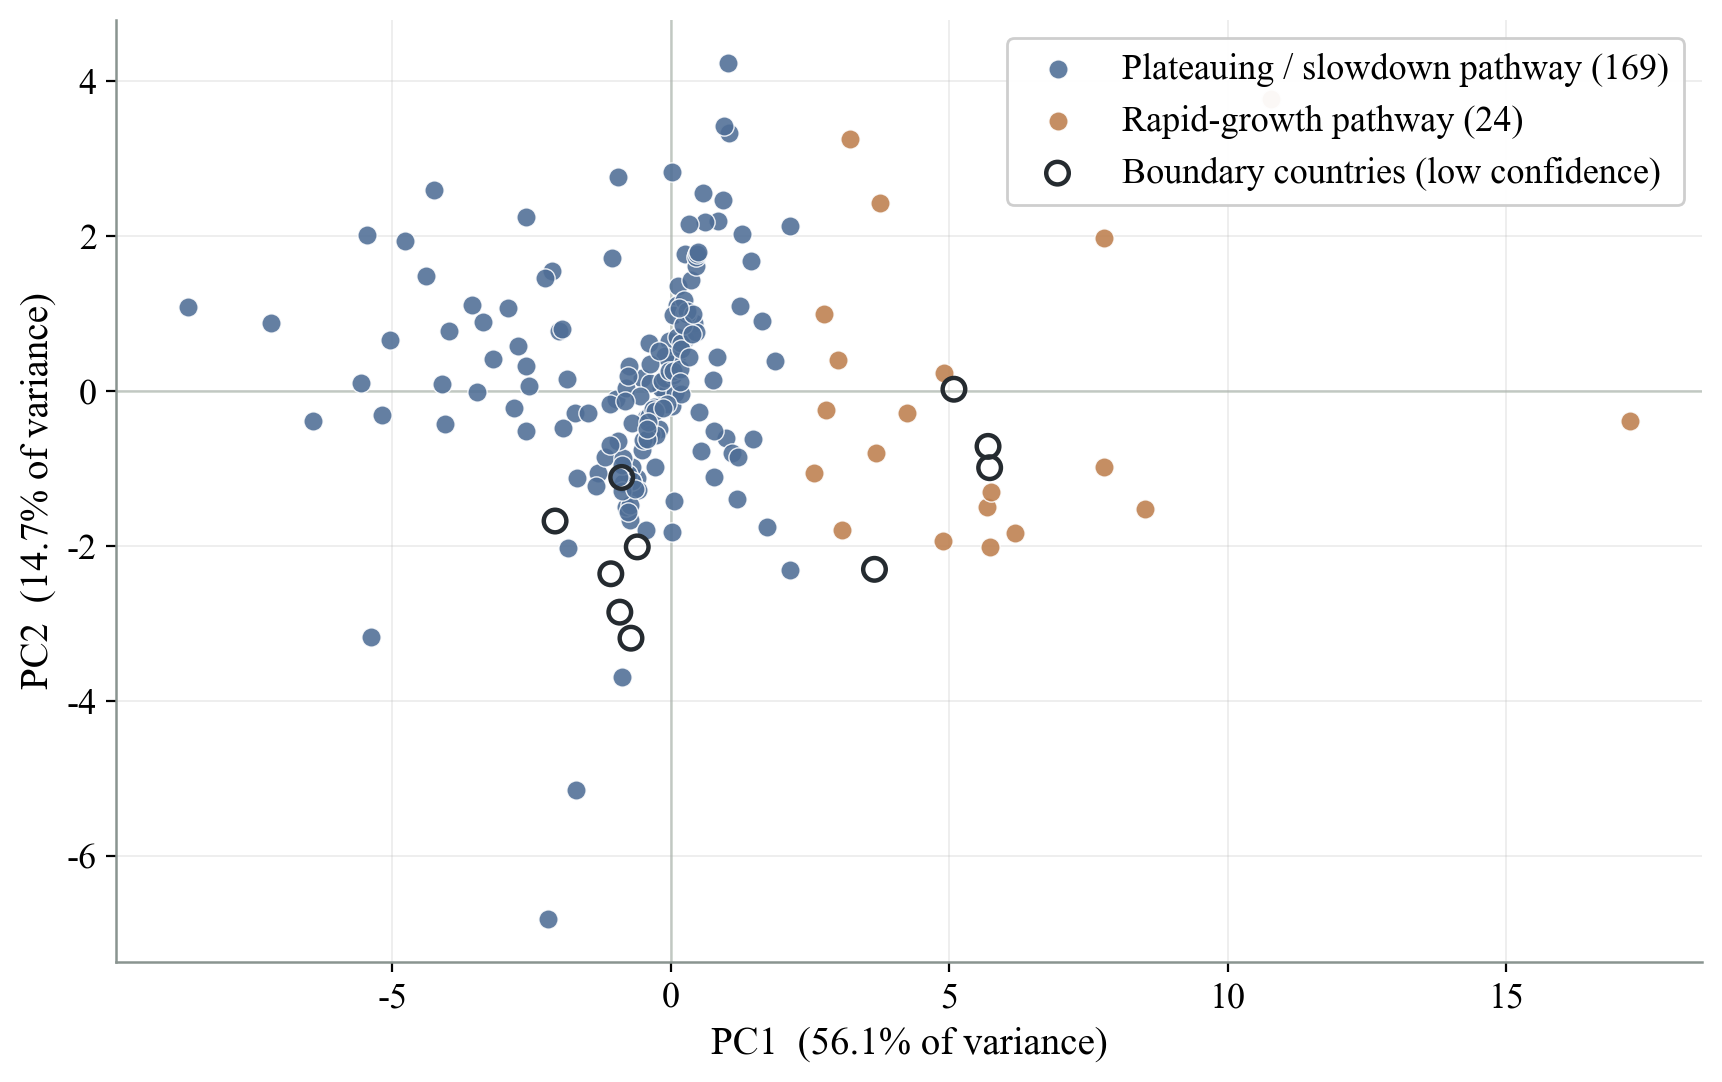 Plateauing / slowdown pathway (169)
Rapid-growth pathway (24)
Boundary countries (low confidence)
4
2
0
-2
-4
-6
PC2 (14.7% of variance)
-5
0
5
10
15
PC1 (56.1% of variance)